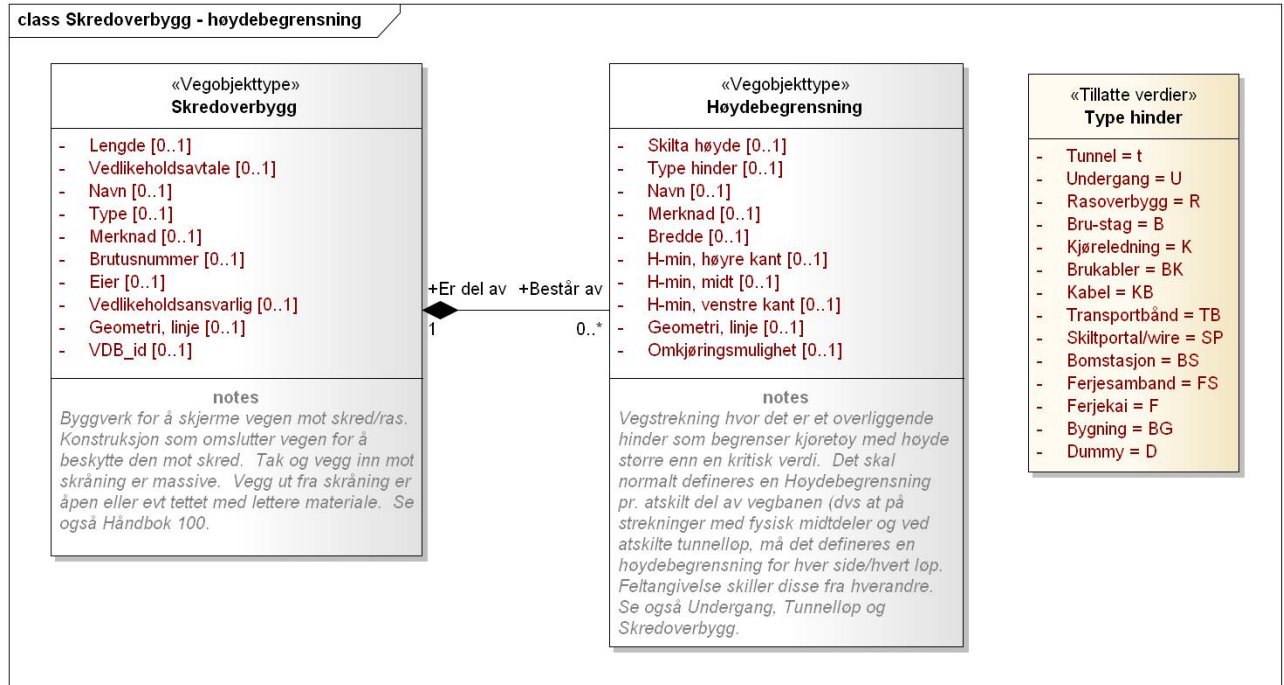 class Skredoverbygg - høydebegrensning
«Vegobjekttype»
Skredoverbygg
- Lengde [0..1]
- Vedlikeholdsavtale [0..1]
- Navn [0..1]
- Type [0..1]
- Merknad [0..1]
- Brutusnummer [0..1]
- Eier [0..1]
- Vedlikeholdsansvarlig [0..1]
- Geometri, linje [0..1]
- VDB_id [0..1]
notes
Byggverk for å skjerme vegen mot skred/ras.
Konstruksjon som omslutter vegen for å
beskytte den mot skred.  Tak og vegg inn mot
skråning er massive.  Vegg ut fra skråning er
åpen eller evt tettet med lettere materiale.  Se
også Håndbok 100.
+Er del av
1
+Består av
0..*
«Vegobjekttype»
Høydebegrensning
- Skilta høyde [0..1]
- Type hinder [0..1]
- Navn [0..1]
- Merknad [0..1]
- Bredde [0..1]
- H-min, høyre kant [0..1]
- H-min, midt [0..1]
- H-min, venstre kant [0..1]
- Geometri, linje [0..1]
- Omkjøringsmulighet [0..1]
notes
Vegstrekning hvor det er et overliggende
hinder som begrenser kjøretøy med høyde
større enn en kritisk verdi.  Det skal
normalt defineres en Høydebegrensning
pr. atskilt del av vegbanen (dvs at på
strekninger med fysisk midtdeler og ved
atskilte tunnelløp, må det defineres en
høydebegrensning for hver side/hvert løp.
Feltangivelse skiller disse fra hverandre.
Se også Undergang, Tunnelløp og
Skredoverbygg.
«Tillatte verdier»
Type hinder
- Tunnel = t
- Undergang = U
- Rasoverbygg = R
- Bru-stag = B
- Kjøreledning = K
- Brukabler = BK
- Kabel = KB
- Transportbånd = TB
- Skiltportal/wire = SP
- Bomstasjon = BS
- Ferjesamband = FS
- Ferjekai = F
- Bygning = BG
- Dummy = D